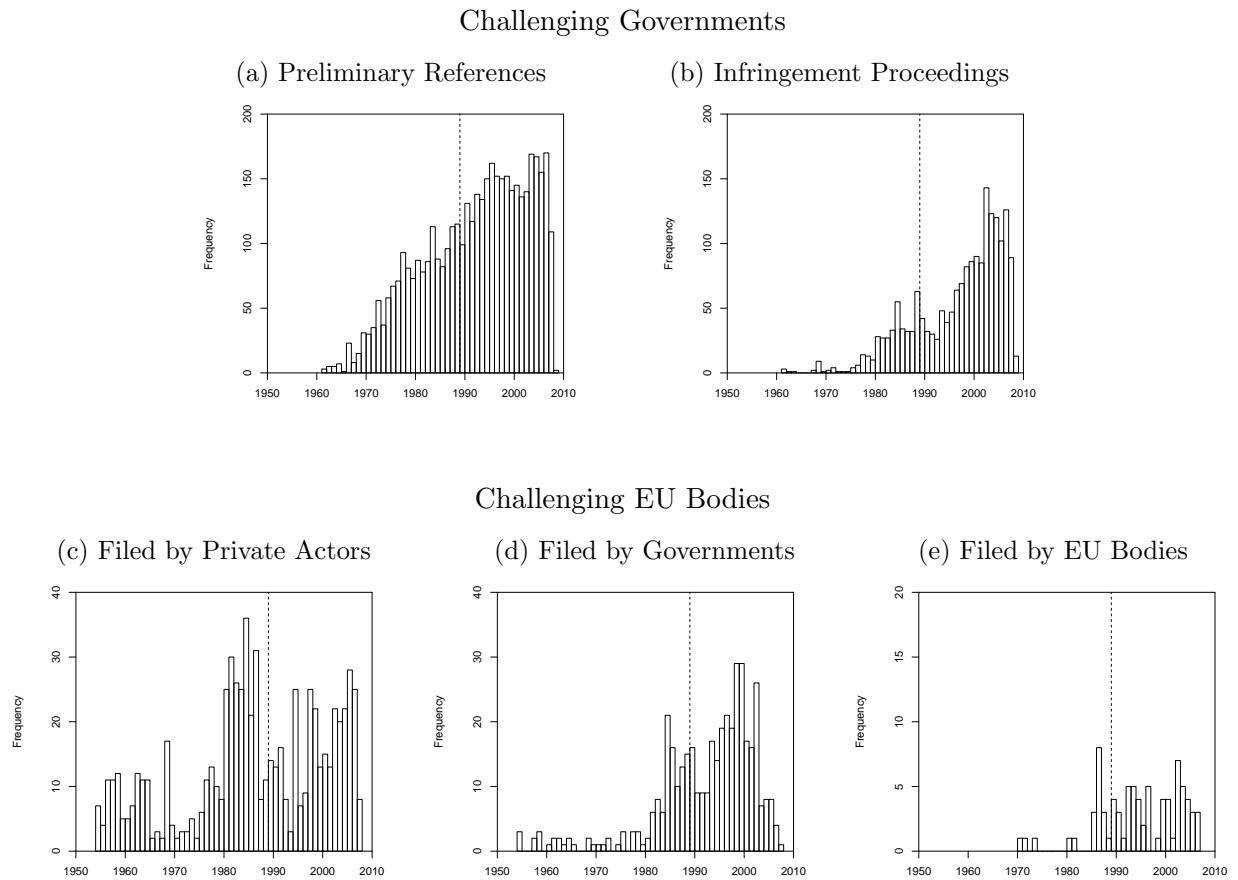 Challenging Governments
(a) Preliminary References
(b) Infringement Proceedings
Frequency
0
50
100
150
200
1950 1960 1970 1980 1990 2000 2010
Frequency
0
50
100
150
200
1950 1960 1970 1980 1990 2000 2010
Challenging EU Bodies
(c) Filed by Private Actors
(d) Filed by Governments
(e) Filed by EU Bodies
Frequency
0
10
20
30
40
1950 1960 1970 1980 1990 2000 2010
Frequency
0
10
20
30
40
1950 1960 1970 1980 1990 2000 2010
Frequency
0
5
10
15
20
1950 1960 1970 1980 1990 2000 2010